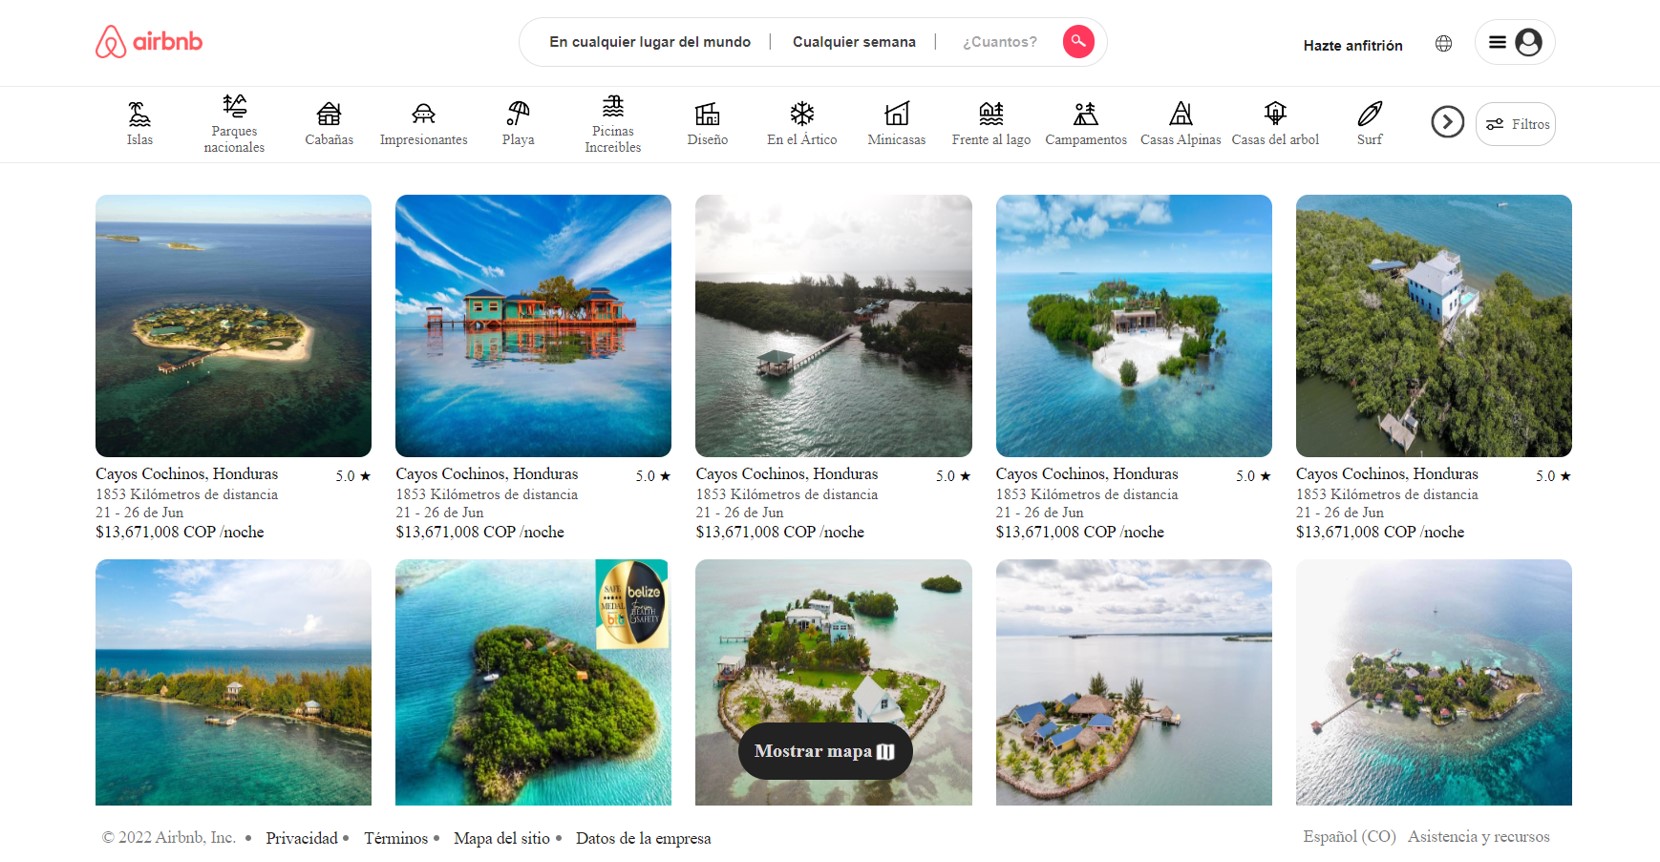 airbnb
En cualquier lugar del mundo | Cualquier semana | ¿Cuantos?
Hazte anfitrión
Islas
Parques
nacionales
Cabañas
Impresionantes
Playa
Picinas
Increibles
Diseño
En el Ártico
Minicasas
Frente al lago
Campamentos
Casas Alpinas
Casas del arbol
Surf
Filtros
Cayos Cochinos, Honduras 5.0 ★
1853 Kilómetros de distancia
21 - 26 de Jun
$13,671,008 COP /noche
Cayos Cochinos, Honduras 5.0 ★
1853 Kilómetros de distancia
21 - 26 de Jun
$13,671,008 COP /noche
Cayos Cochinos, Honduras 5.0 ★
1853 Kilómetros de distancia
21 - 26 de Jun
$13,671,008 COP /noche
Cayos Cochinos, Honduras 5.0 ★
1853 Kilómetros de distancia
21 - 26 de Jun
$13,671,008 COP /noche
Cayos Cochinos, Honduras 5.0 ★
1853 Kilómetros de distancia
21 - 26 de Jun
$13,671,008 COP /noche
SAFE
MEDAL
belize
HEALTH
& SAFETY
Mostrar mapa
© 2022 Airbnb, Inc. • Privacidad • Términos • Mapa del sitio • Datos de la empresa
Español (CO) Asistencia y recursos